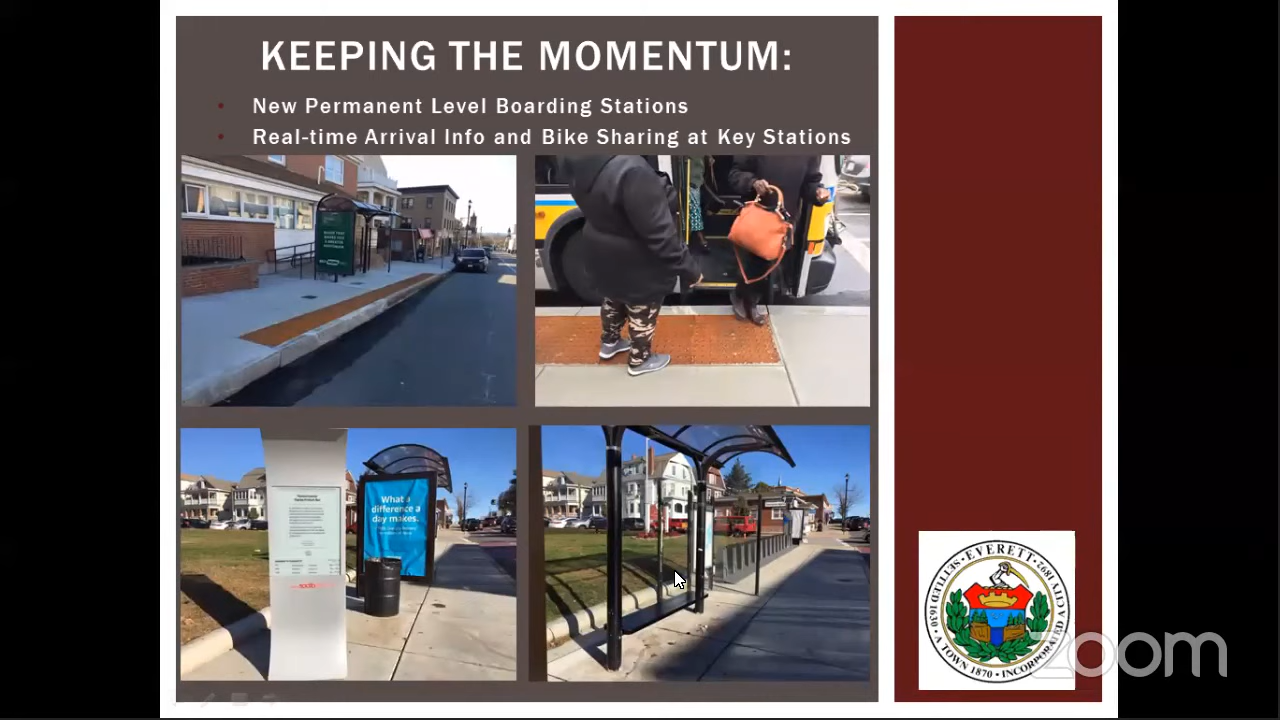 KEEPING THE MOMENTUM:
• New Permanent Level Boarding Stations
• Real-time Arrival Info and Bike Sharing at Key Stations
What a
difference a
day makes.
EVERETT
SETTLED 1630 • A TOWN 1870 • INCORPORATED A CITY 1892
zoom